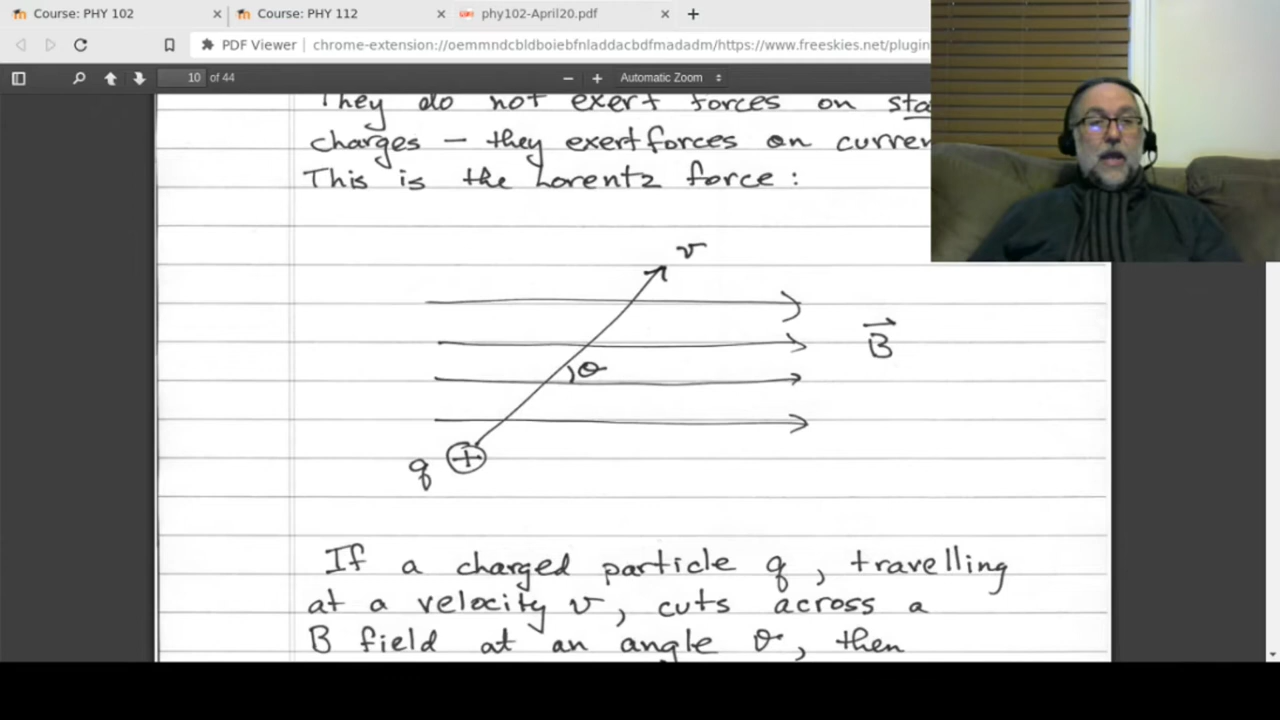 Course: PHY 102
Course: PHY 112
phy102-April20.pdf
PDF Viewer chrome-extension://oemmndcbldboiebfnladdacbdfmadadm/https://www.freeskies.net/plugin
10 of 44
Automatic Zoom
They do not exert forces on sta
charges – they exert forces on curren
This is the Lorentz force:
v
B
θ
q +
If a charged particle q, travelling
at a velocity v, cuts across a
B field at an angle θ, then